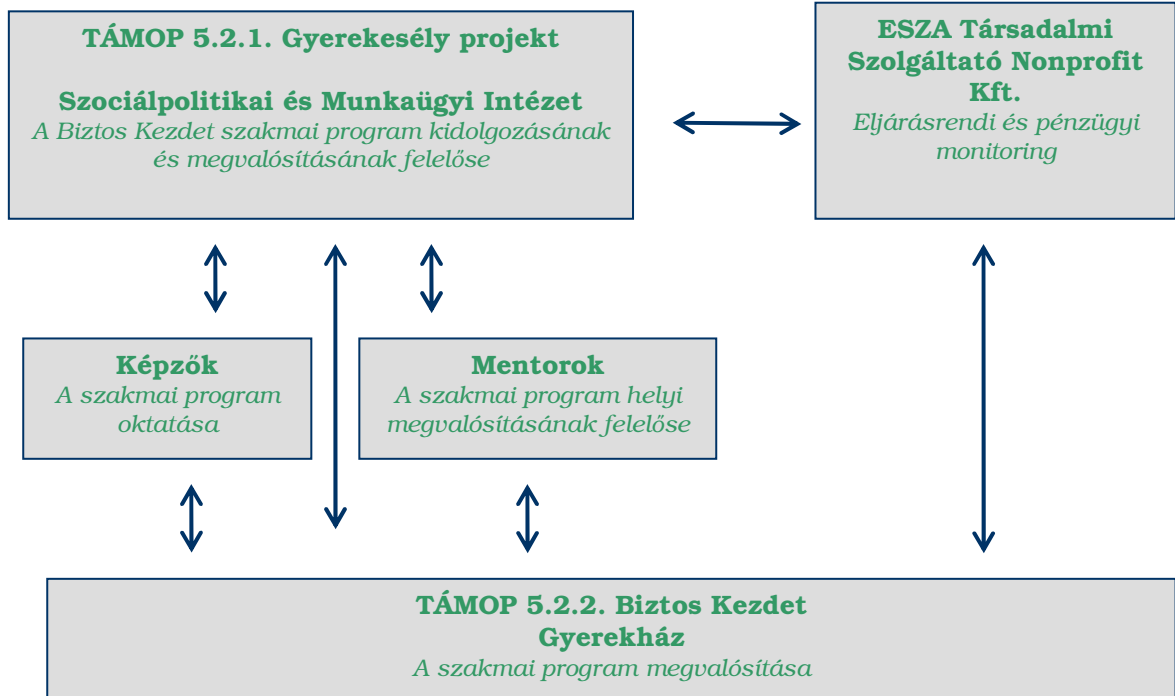 TÁMOP 5.2.1. Gyerekesély projekt
Szociálpolitikai és Munkaügyi Intézet
A Biztos Kezdet szakmai program kidolgozásának
és megvalósításának felelőse
ESZA Társadalmi
Szolgáltató Nonprofit
Kft.
Eljárásrendi és pénzügyi
monitoring
Képzők
A szakmai program
oktatása
Mentorok
A szakmai program helyi
megvalósításának felelőse
TÁMOP 5.2.2. Biztos Kezdet
Gyerekház
A szakmai program megvalósítása